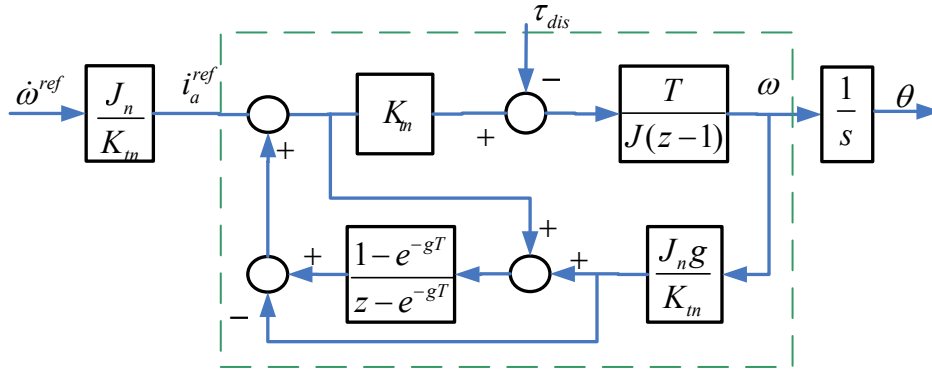 τ_dis
ω̇^ref
J_n
K_tn
i_a^ref
K_tn
−
+
T
J(z−1)
ω
1
s
θ
+
+
+
1−e^{−gT}
z−e^{−gT}
+
J_n g
K_tn
−